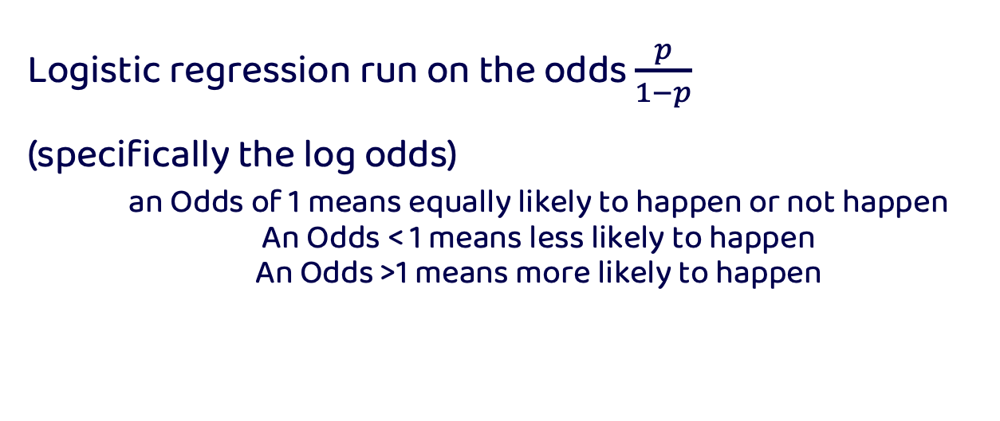 Logistic regression run on the odds p/1−p
(specifically the log odds)
an Odds of 1 means equally likely to happen or not happen
An Odds < 1 means less likely to happen
An Odds >1 means more likely to happen